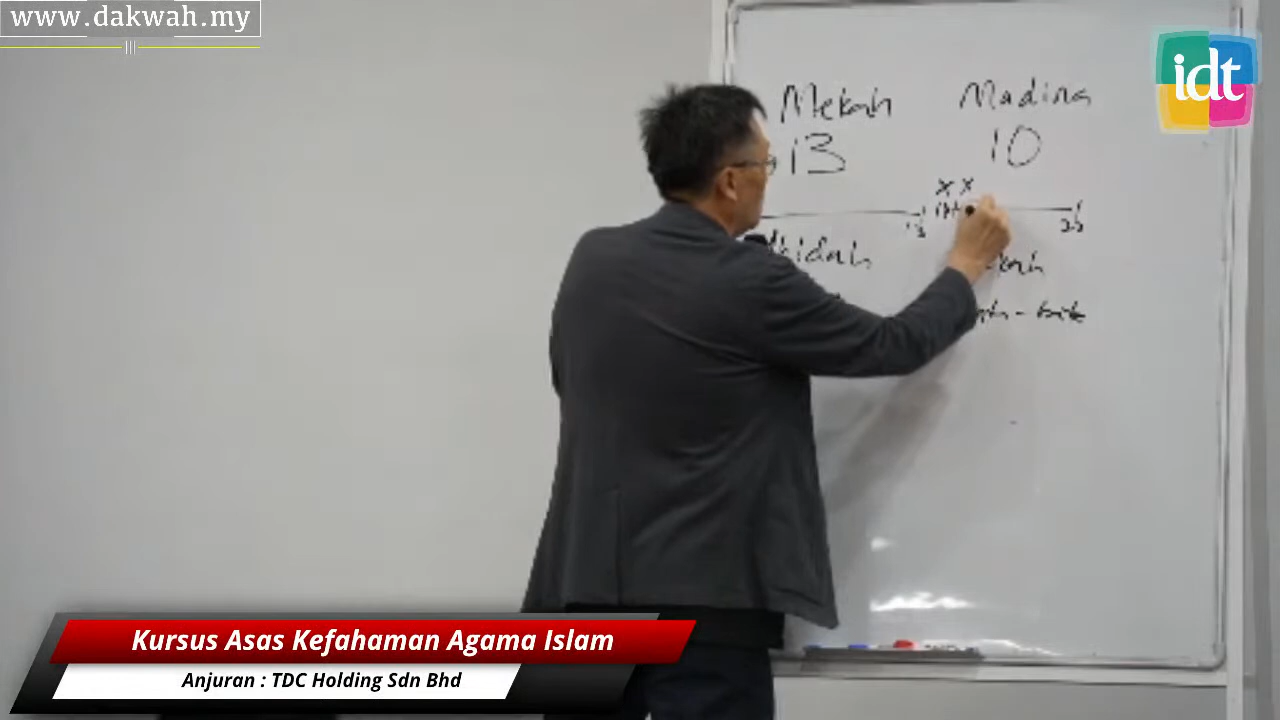 www.dakwah.my
idt
Mekah Madina
13 10
x x
13 23
Kursus Asas Kefahaman Agama Islam
Anjuran : TDC Holding Sdn Bhd